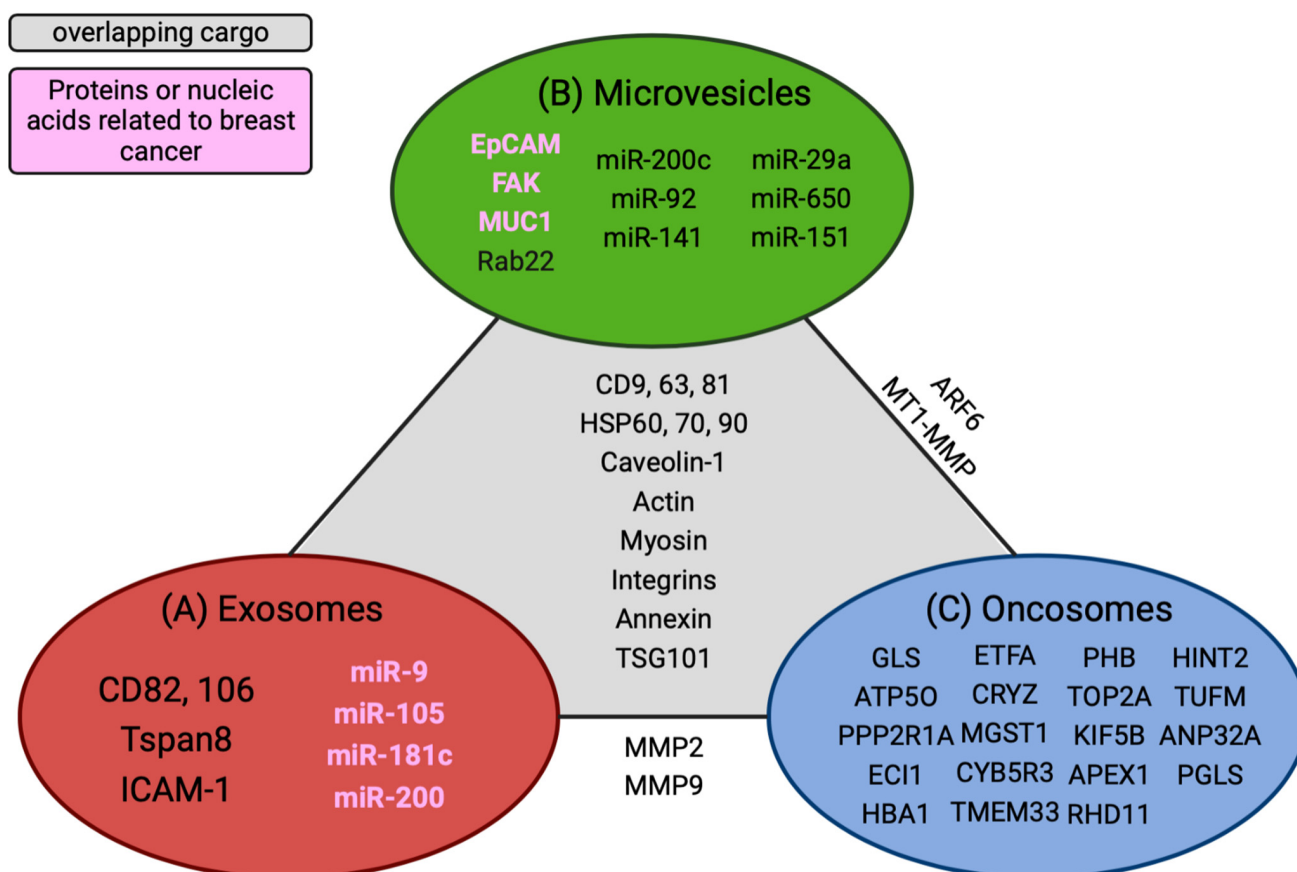 overlapping cargo
Proteins or nucleic
acids related to breast
cancer
(B) Microvesicles
EpCAM
FAK
MUC1
Rab22
miR-200c
miR-92
miR-141
miR-29a
miR-650
miR-151
CD9, 63, 81
HSP60, 70, 90
Caveolin-1
Actin
Myosin
Integrins
Annexin
TSG101
ARF6
MT1-MMP
(A) Exosomes
CD82, 106
Tspan8
ICAM-1
miR-9
miR-105
miR-181c
miR-200
MMP2
MMP9
(C) Oncosomes
GLS
ATP5O
PPP2R1A
ECI1
HBA1
ETFA
CRYZ
MGST1
CYB5R3
TMEM33
PHB
TOP2A
KIF5B
APEX1
RHD11
HINT2
TUFM
ANP32A
PGLS